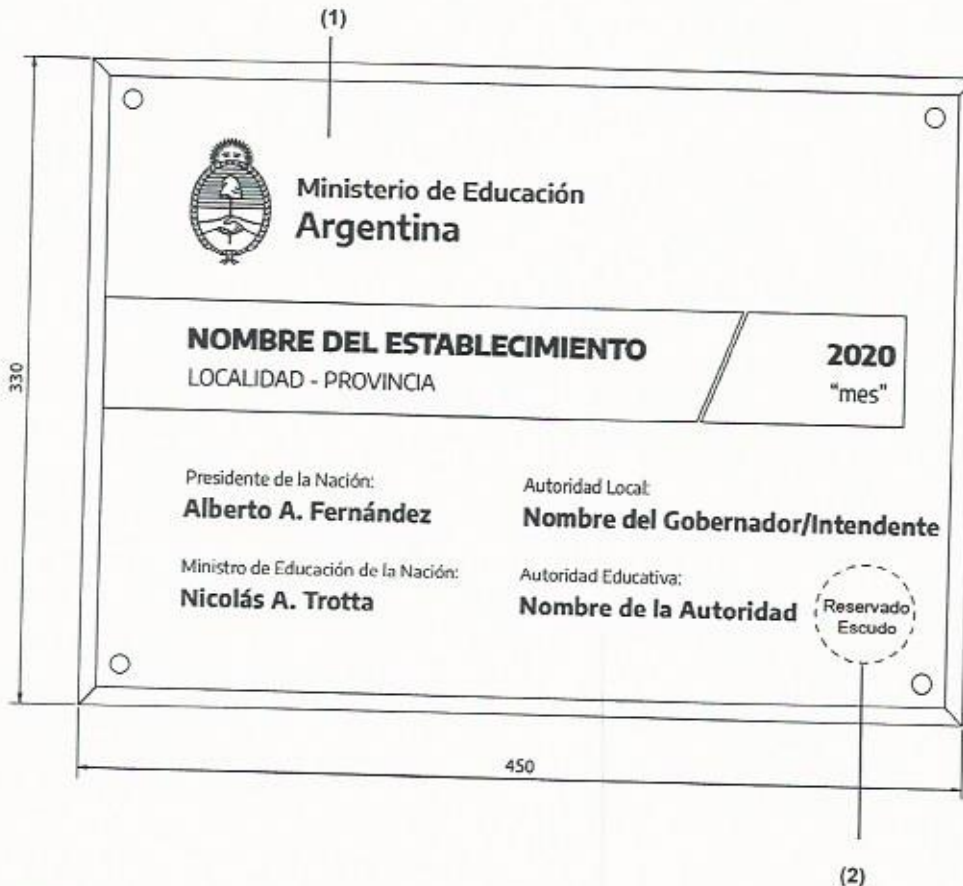 (1)
Ministerio de Educación
Argentina
NOMBRE DEL ESTABLECIMIENTO
LOCALIDAD - PROVINCIA
2020
"mes"
330
Presidente de la Nación:
Alberto A. Fernández
Autoridad Local:
Nombre del Gobernador/Intendente
Ministro de Educación de la Nación:
Nicolás A. Trotta
Autoridad Educativa:
Nombre de la Autoridad
Reservado
Escudo
450
(2)